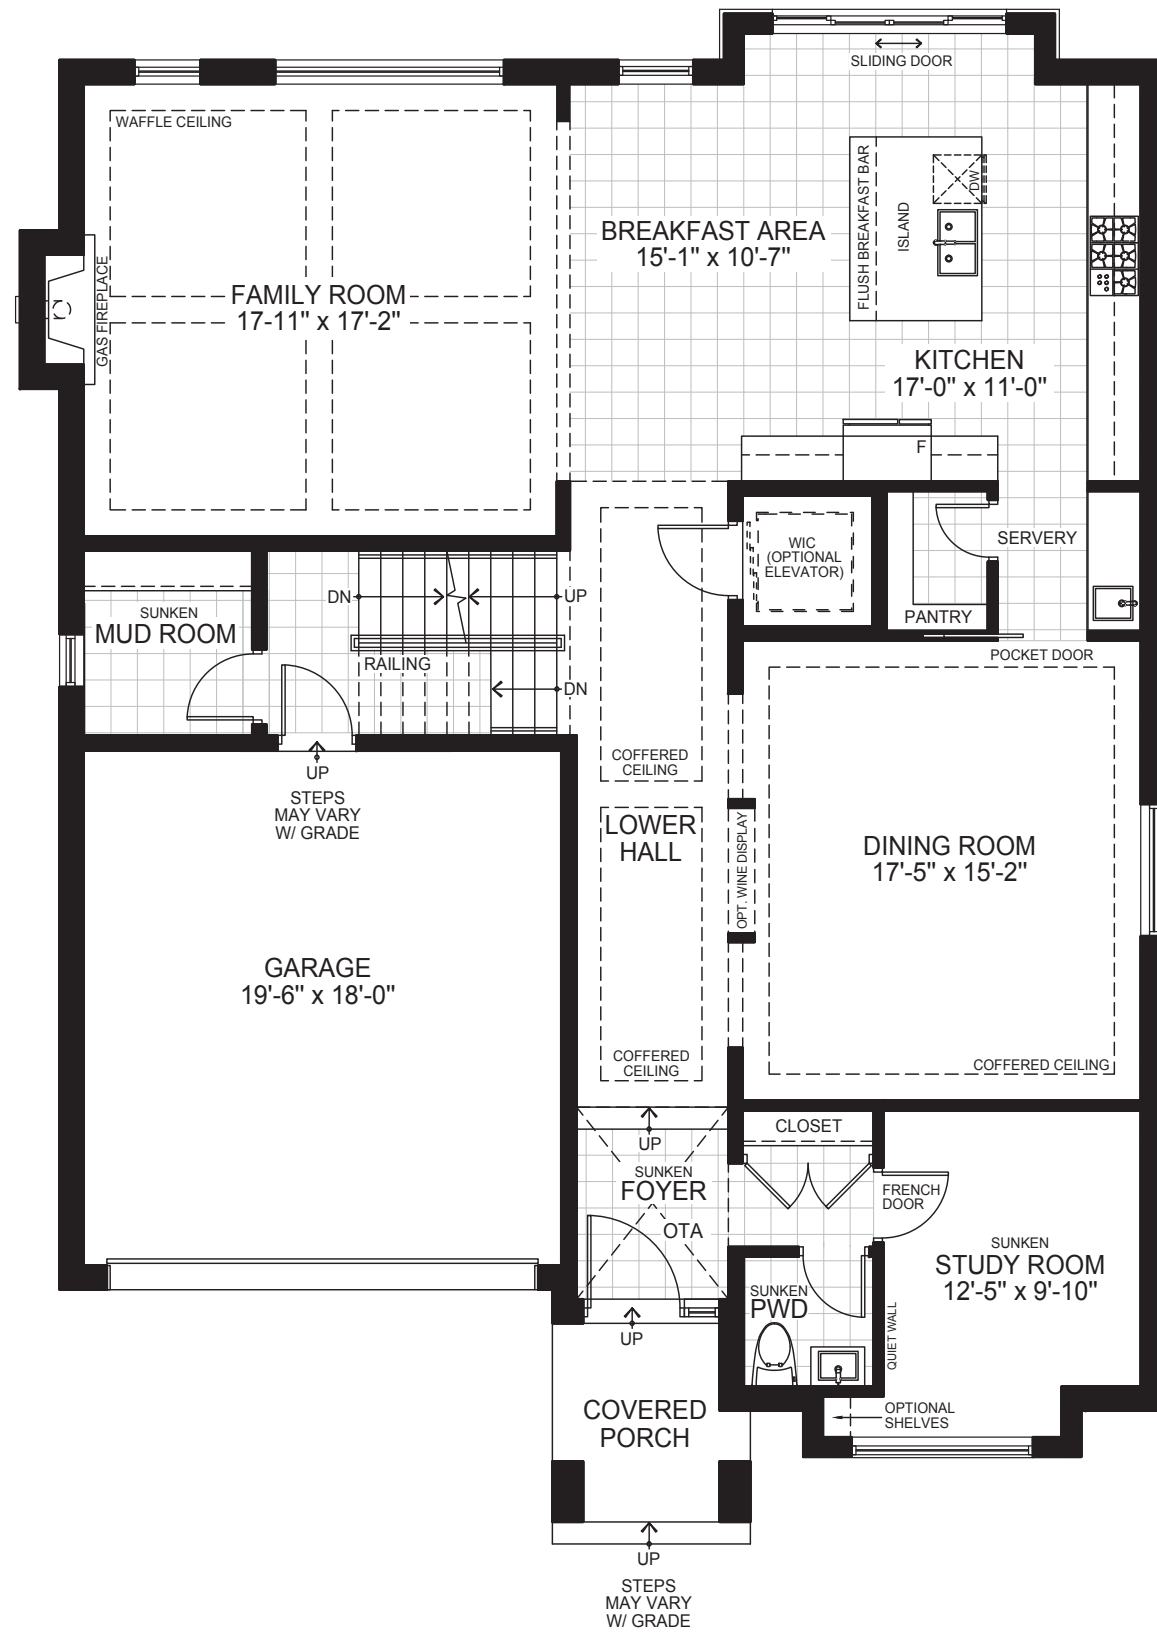 SLIDING DOOR
WAFFLE CEILING
FLUSH BREAKFAST BAR
ISLAND
DW
BREAKFAST AREA
15'-1" x 10'-7"
GAS FIREPLACE
FAMILY ROOM
17-11" x 17'-2"
KITCHEN
17'-0" x 11'-0"
F
WIC
(OPTIONAL
ELEVATOR)
SERVERY
PANTRY
POCKET DOOR
DN
UP
SUNKEN
MUD ROOM
RAILING
DN
UP
STEPS
MAY VARY
W/ GRADE
COFFERED
CEILING
LOWER
HALL
OPT. WINE DISPLAY
DINING ROOM
17'-5" x 15'-2"
GARAGE
19'-6" x 18'-0"
COFFERED
CEILING
COFFERED CEILING
UP
CLOSET
SUNKEN
FOYER
OTA
FRENCH
DOOR
SUNKEN
STUDY ROOM
12'-5" x 9'-10"
SUNKEN
PWD
QUIET WALL
UP
COVERED
PORCH
OPTIONAL
SHELVES
UP
STEPS
MAY VARY
W/ GRADE